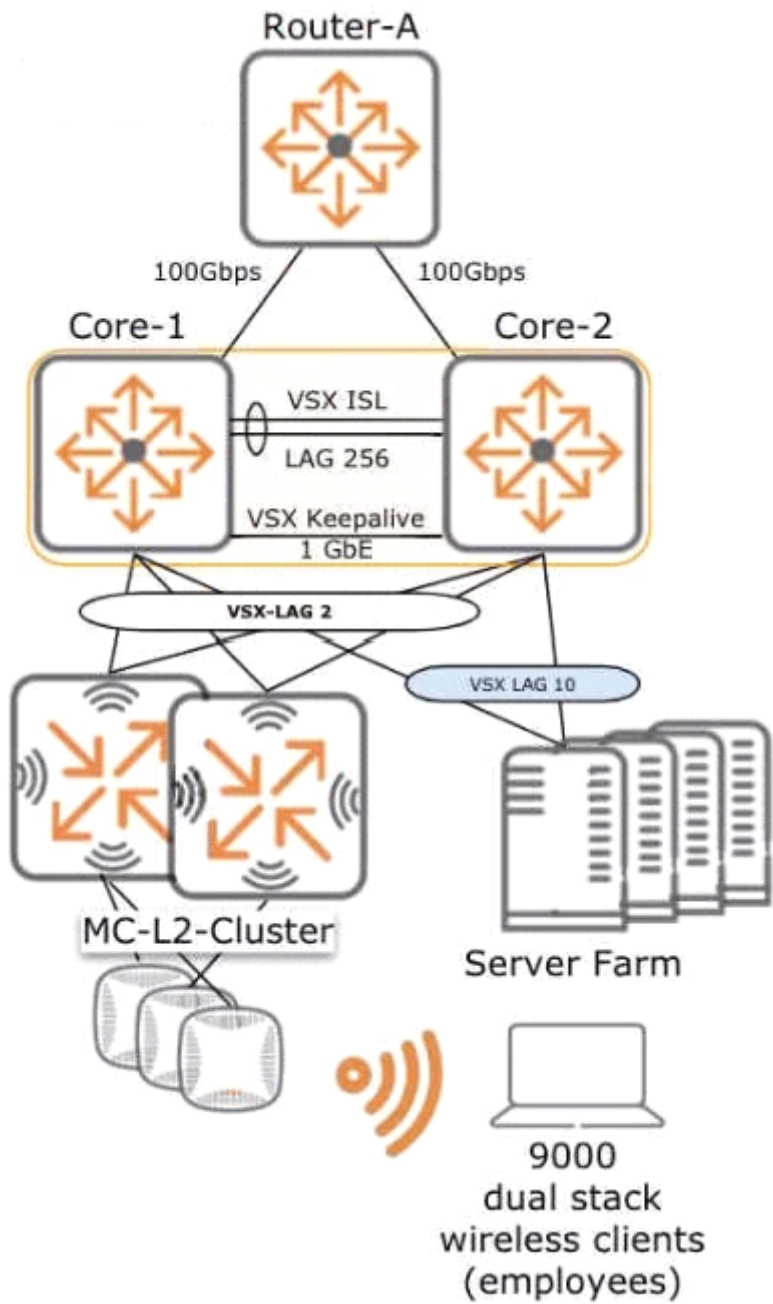 Router-A
100Gbps
100Gbps
Core-1
Core-2
VSX ISL
LAG 256
VSX Keepalive
1 GbE
VSX-LAG 2
VSX LAG 10
MC-L2-Cluster
Server Farm
9000
dual stack
wireless clients
(employees)